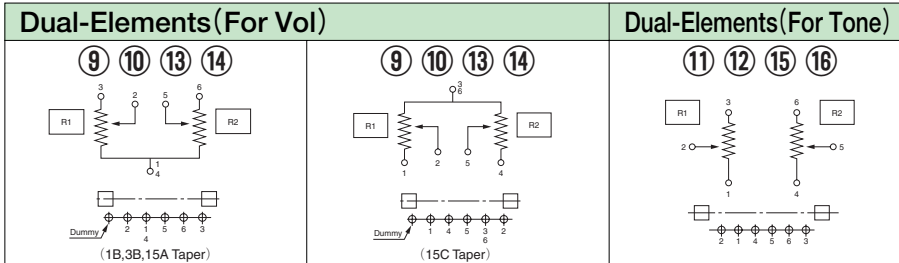 Dual-Elements(For Vol)
Dual-Elements(For Tone)
⑨ ⑩ ⑬ ⑭
3 2 5 6
R1 R2
1
4
Dummy 2 1 5 6 3
4
(1B,3B,15A Taper)
⑨ ⑩ ⑬ ⑭
3
6
R1 R2
1 2 5 4
Dummy 1 4 5 3 2
6
(15C Taper)
⑪ ⑫ ⑮ ⑯
3 6
R1 R2
2 5
1 4
2 1 4 5 6 3